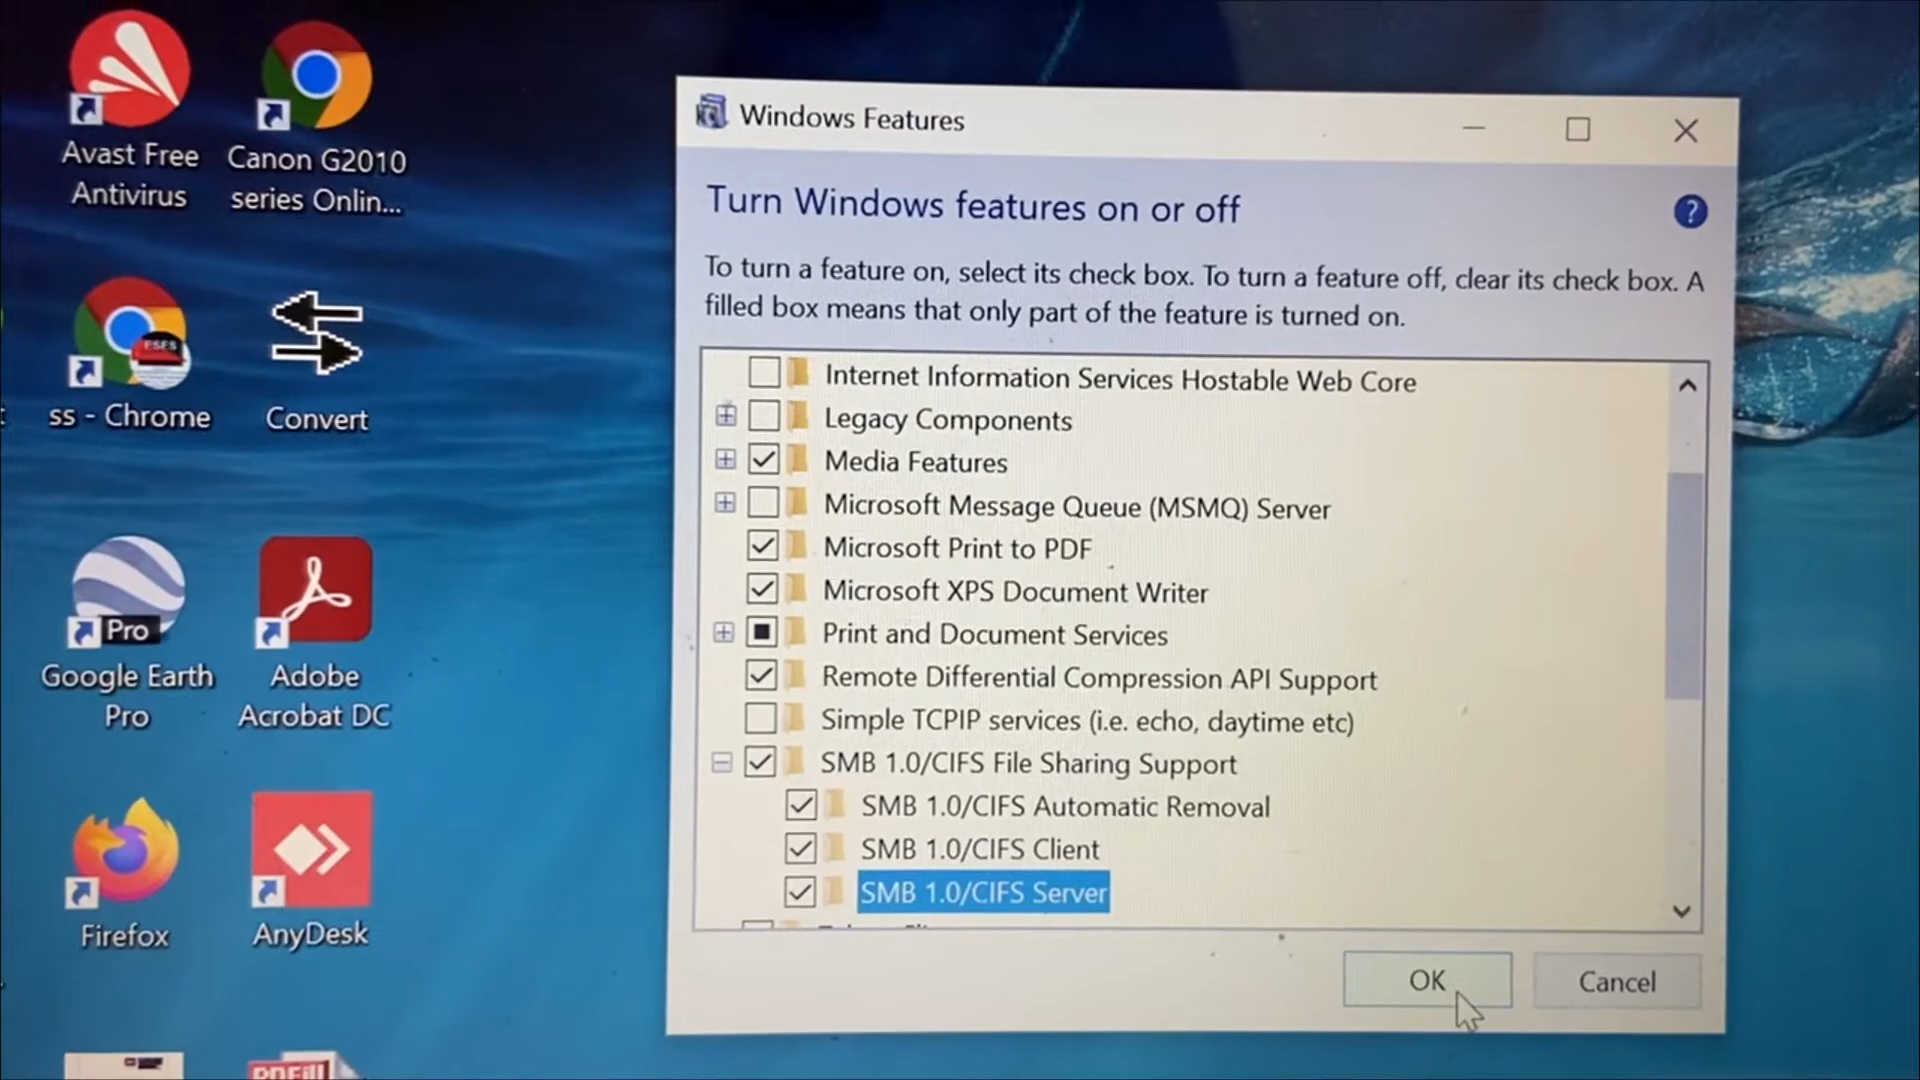 Avast Free
Antivirus
Canon G2010
series Onlin...
ss - Chrome
Convert
Pro
Google Earth
Pro
Adobe
Acrobat DC
Firefox
AnyDesk
PDFill
Windows Features
Turn Windows features on or off
?
To turn a feature on, select its check box. To turn a feature off, clear its check box. A
filled box means that only part of the feature is turned on.
Internet Information Services Hostable Web Core
Legacy Components
Media Features
Microsoft Message Queue (MSMQ) Server
Microsoft Print to PDF
Microsoft XPS Document Writer
Print and Document Services
Remote Differential Compression API Support
Simple TCPIP services (i.e. echo, daytime etc)
SMB 1.0/CIFS File Sharing Support
SMB 1.0/CIFS Automatic Removal
SMB 1.0/CIFS Client
SMB 1.0/CIFS Server
OK
Cancel